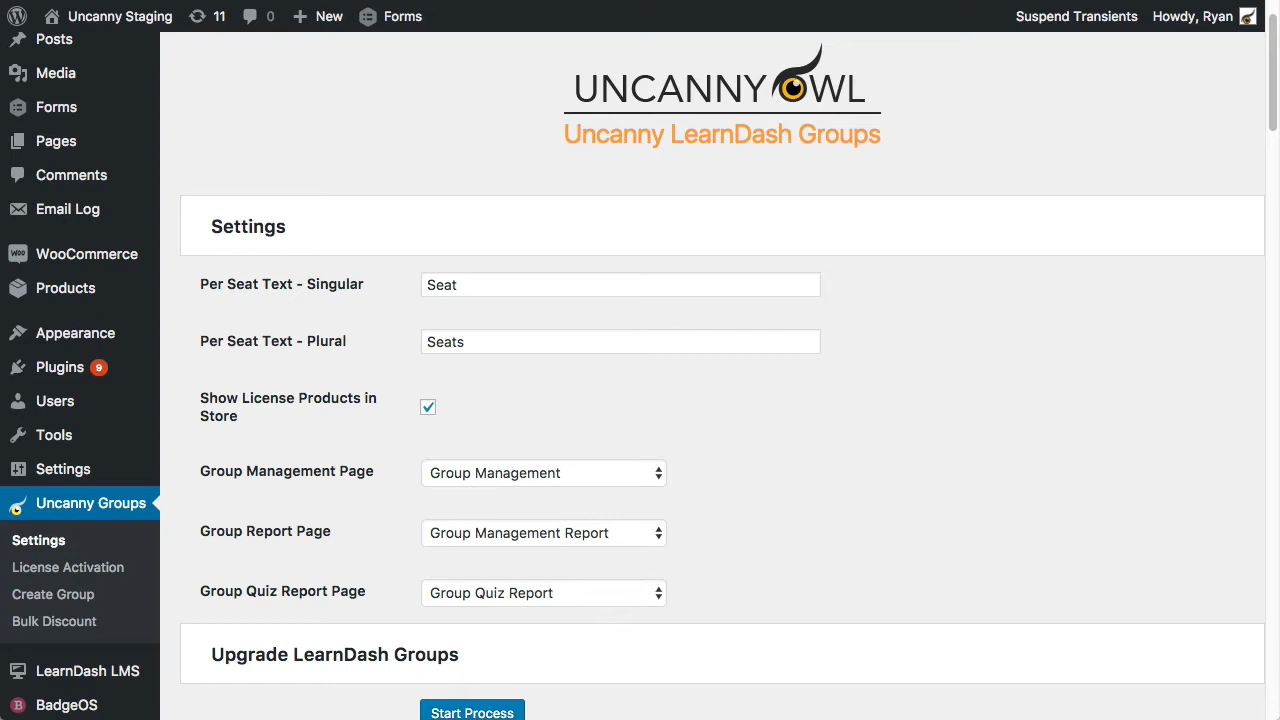 Uncanny Staging 11 0 New Forms Suspend Transients Howdy, Ryan
Posts
Media
Forms
Pages
Comments
Email Log
WOO WooCommerce
Products
Appearance
Plugins 9
Users
Tools
Settings
Uncanny Groups
Settings
License Activation
Create Group
Bulk Discount
LearnDash LMS
B BadgeOS
UNCANNY OWL
Uncanny LearnDash Groups
Settings
Per Seat Text - Singular Seat
Per Seat Text - Plural Seats
Show License Products in
Store
Group Management Page Group Management
Group Report Page Group Management Report
Group Quiz Report Page Group Quiz Report
Upgrade LearnDash Groups
Start Process